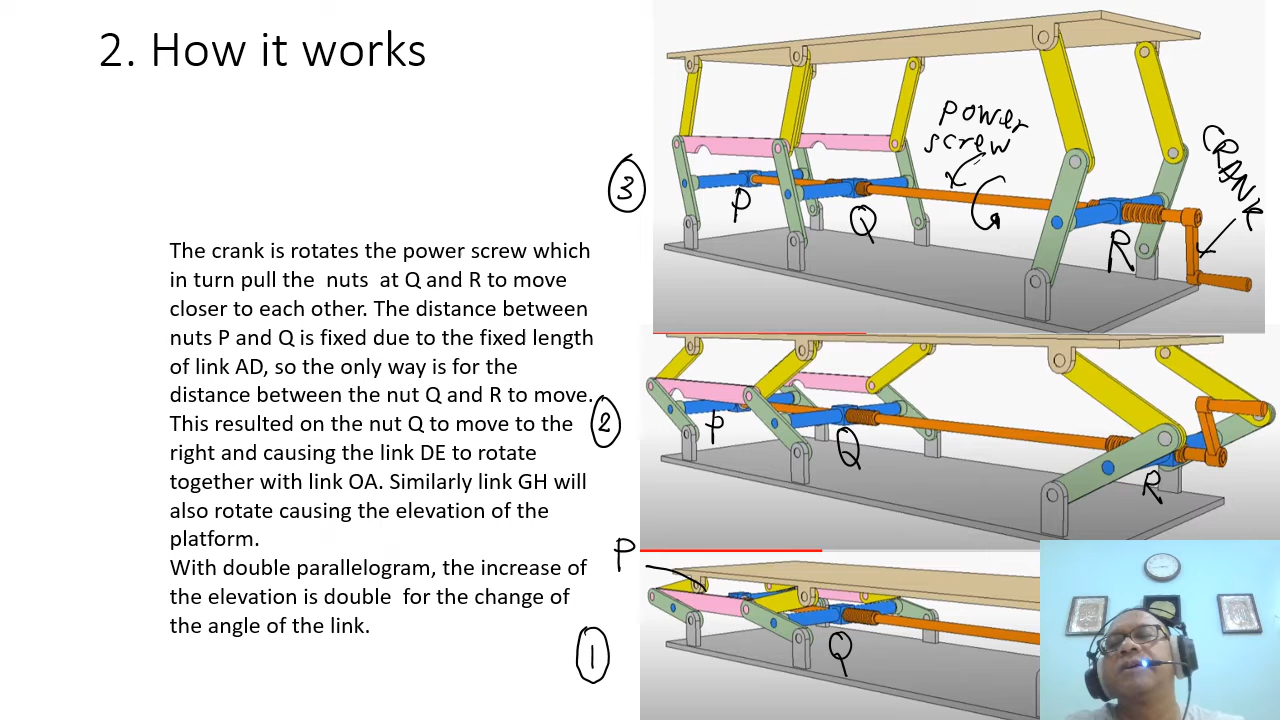 2. How it works
The crank is rotates the power screw which
in turn pull the  nuts  at Q and R to move
closer to each other. The distance between
nuts P and Q is fixed due to the fixed length
of link AD, so the only way is for the
distance between the nut Q and R to move.
This resulted on the nut Q to move to the
right and causing the link DE to rotate
together with link OA. Similarly link GH will
also rotate causing the elevation of the
platform.
With double parallelogram, the increase of
the elevation is double  for the change of
the angle of the link.
3
power
screw
CRANK
P
Q
R
2
P
Q
R
P
1
Q